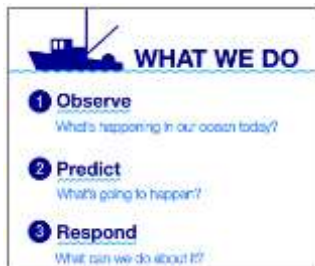 WHAT WE DO
1 Observe
What's happening in our ocean today?
2 Predict
What's going to happen?
3 Respond
What can we do about it?